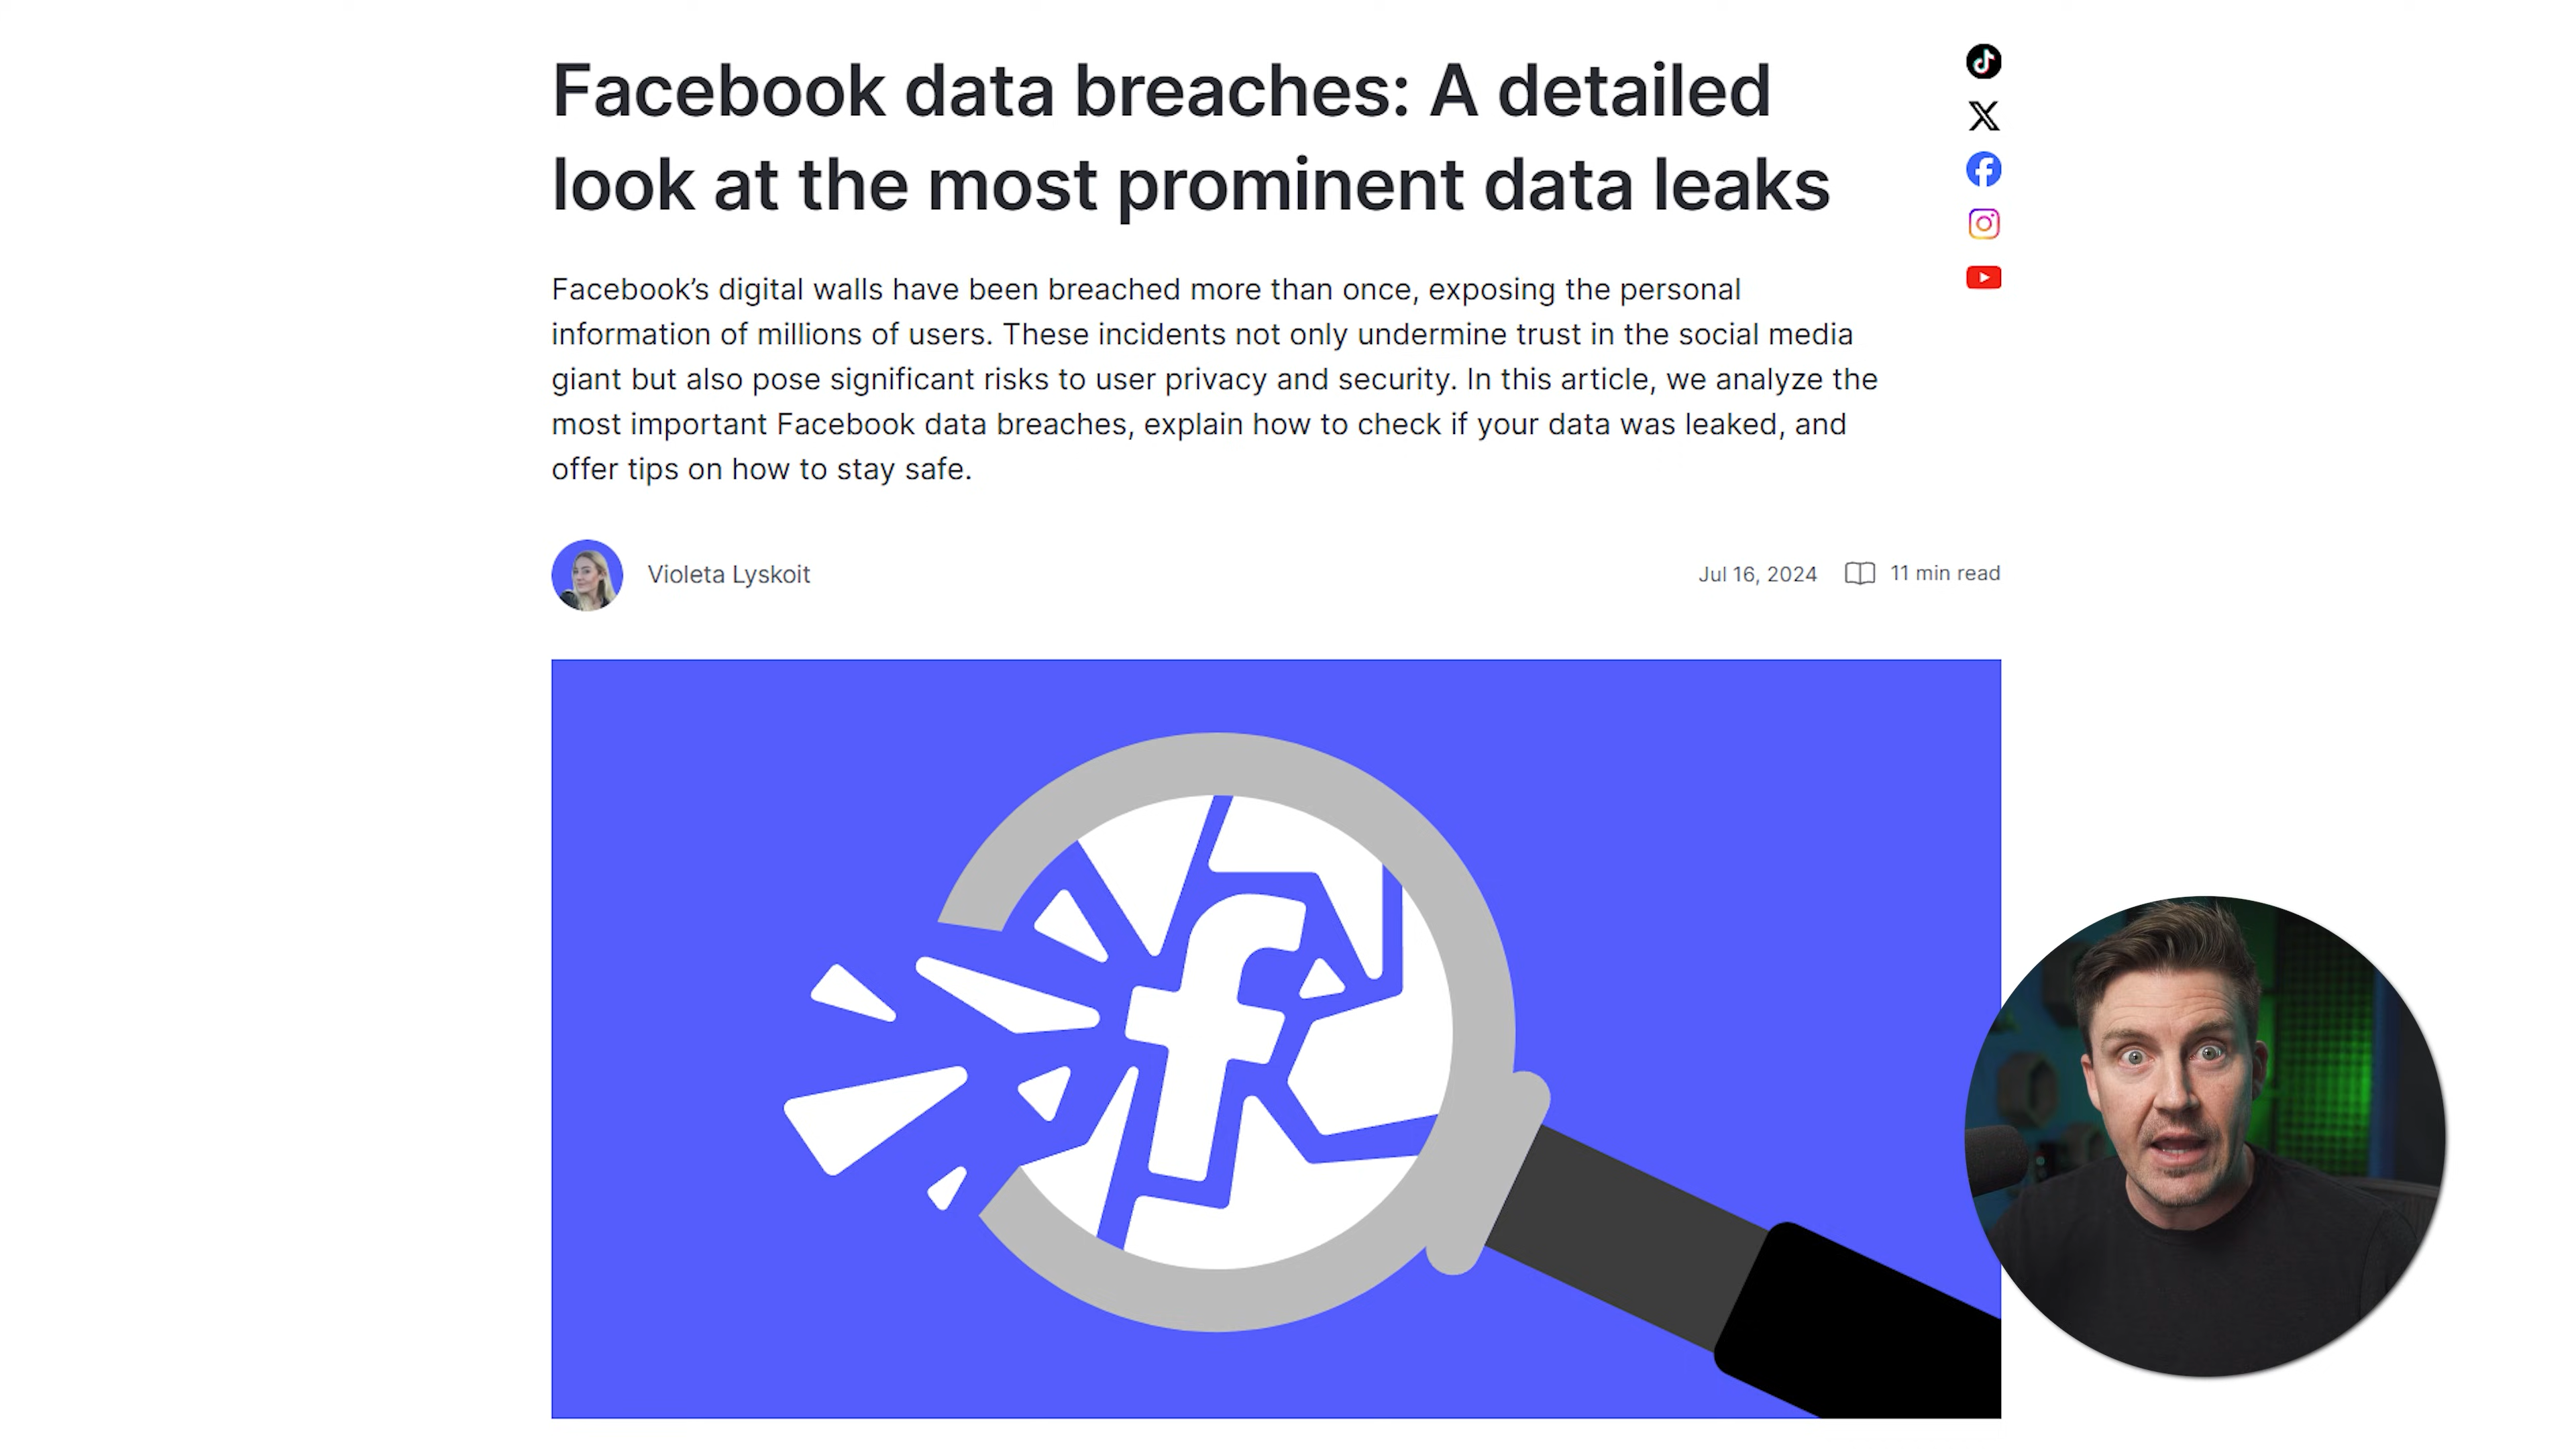 Facebook data breaches: A detailed
look at the most prominent data leaks
Facebook’s digital walls have been breached more than once, exposing the personal
information of millions of users. These incidents not only undermine trust in the social media
giant but also pose significant risks to user privacy and security. In this article, we analyze the
most important Facebook data breaches, explain how to check if your data was leaked, and
offer tips on how to stay safe.
Violeta Lyskoit
Jul 16, 2024
11 min read